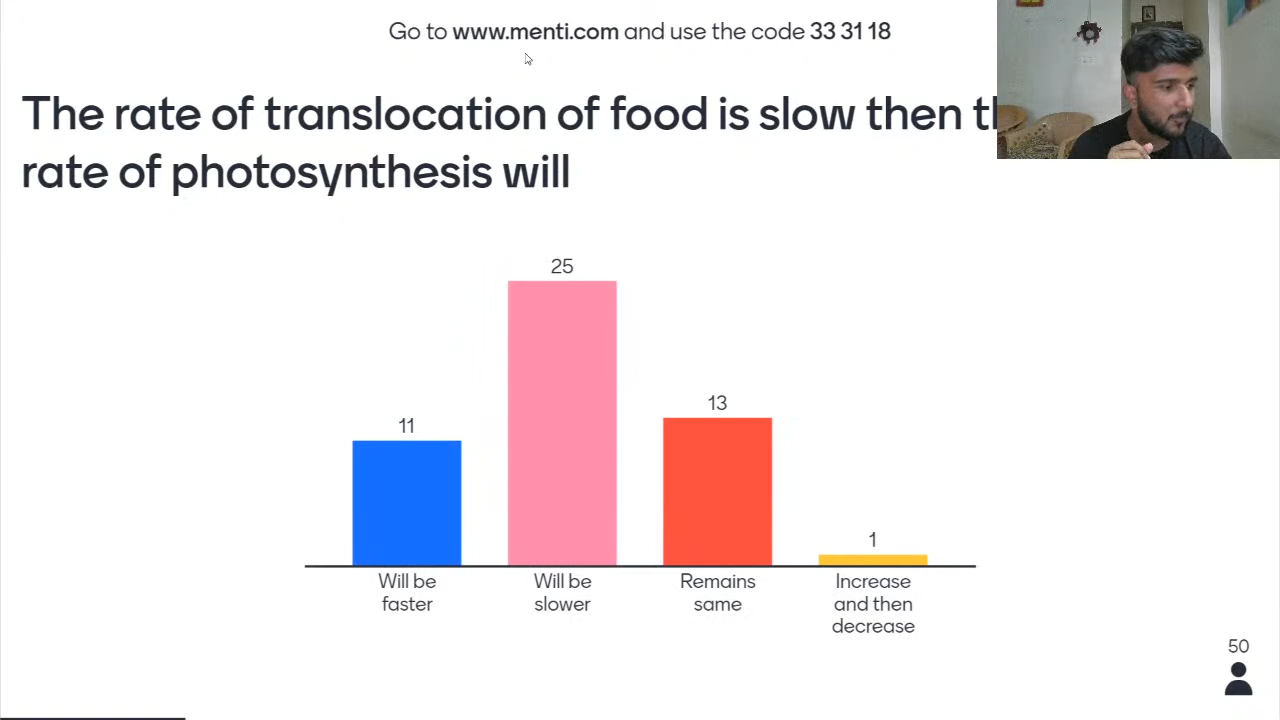 Go to www.menti.com and use the code 33 31 18
The rate of translocation of food is slow then
rate of photosynthesis will
25
13
11
1
Will be
faster
Will be
slower
Remains
same
Increase
and then
decrease
50